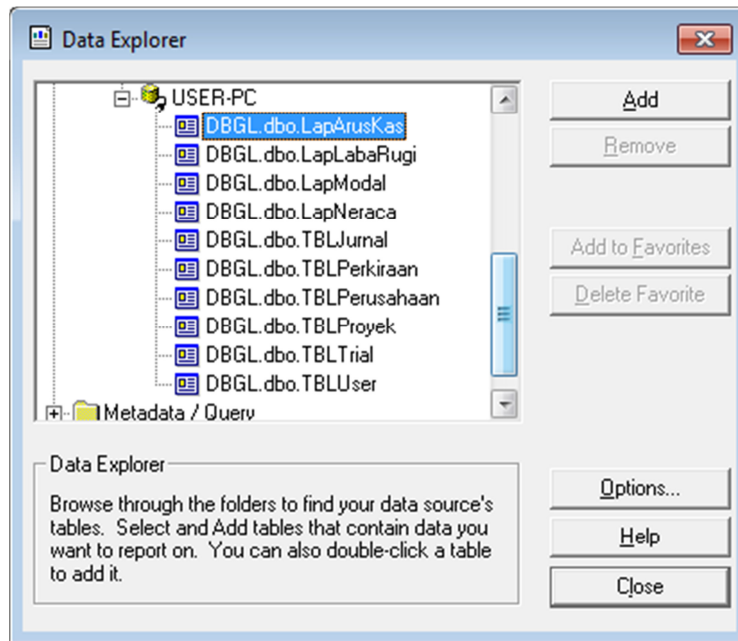 Data Explorer
USER-PC
DBGL.dbo.LapArusKas
DBGL.dbo.LapLabaRugi
DBGL.dbo.LapModal
DBGL.dbo.LapNeraca
DBGL.dbo.TBLJurnal
DBGL.dbo.TBLPerkiraan
DBGL.dbo.TBLPerusahaan
DBGL.dbo.TBLProyek
DBGL.dbo.TBLTrial
DBGL.dbo.TBLUser
Metadata / Query
Add
Remove
Add to Favorites
Delete Favorite
Data Explorer
Browse through the folders to find your data source's
tables. Select and Add tables that contain data you
want to report on. You can also double-click a table
to add it.
Options...
Help
Close